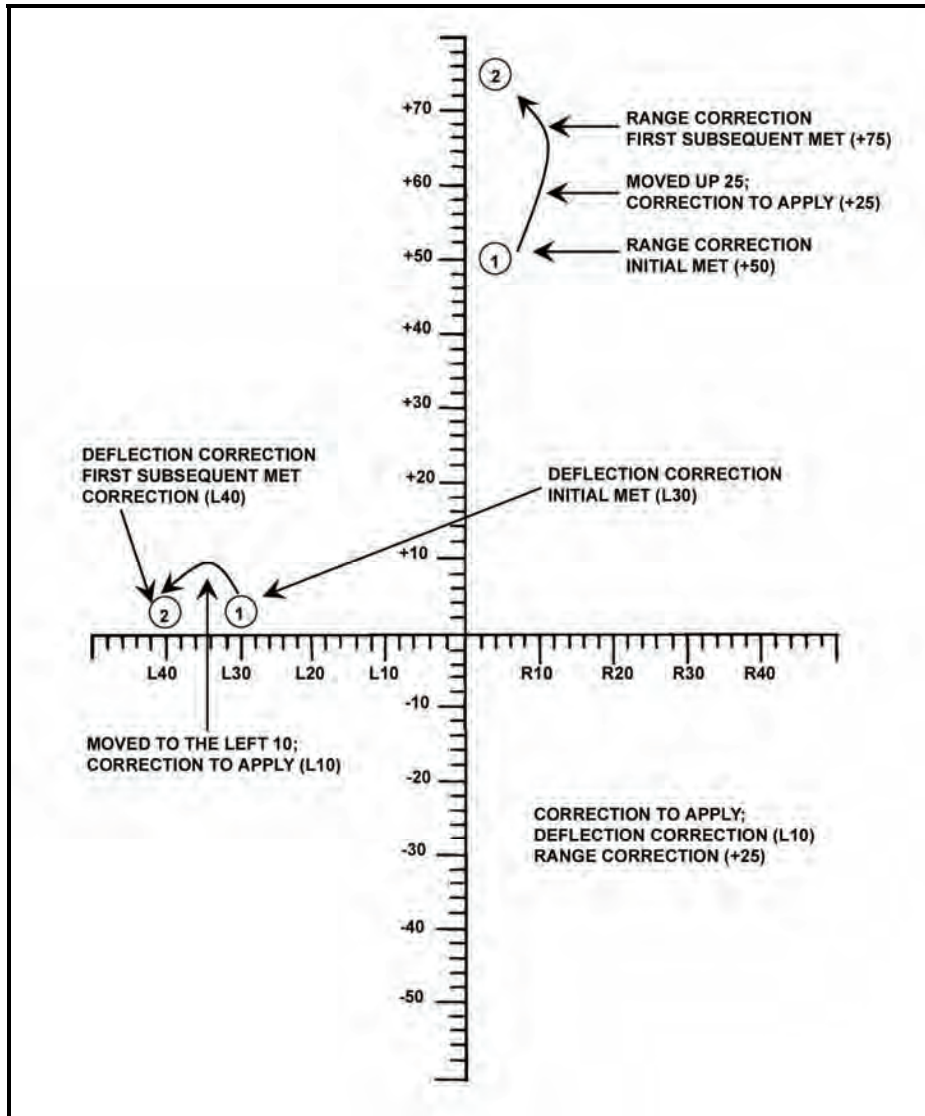 2
+70
RANGE CORRECTION
FIRST SUBSEQUENT MET (+75)
+60
MOVED UP 25;
CORRECTION TO APPLY (+25)
1
+50
RANGE CORRECTION
INITIAL MET (+50)
+40
+30
DEFLECTION CORRECTION
FIRST SUBSEQUENT MET
CORRECTION (L40)
+20
DEFLECTION CORRECTION
INITIAL MET (L30)
+10
2
1
L40 L30 L20 L10 R10 R20 R30 R40
-10
MOVED TO THE LEFT 10;
CORRECTION TO APPLY (L10)
-20
CORRECTION TO APPLY;
DEFLECTION CORRECTION (L10)
RANGE CORRECTION (+25)
-30
-40
-50